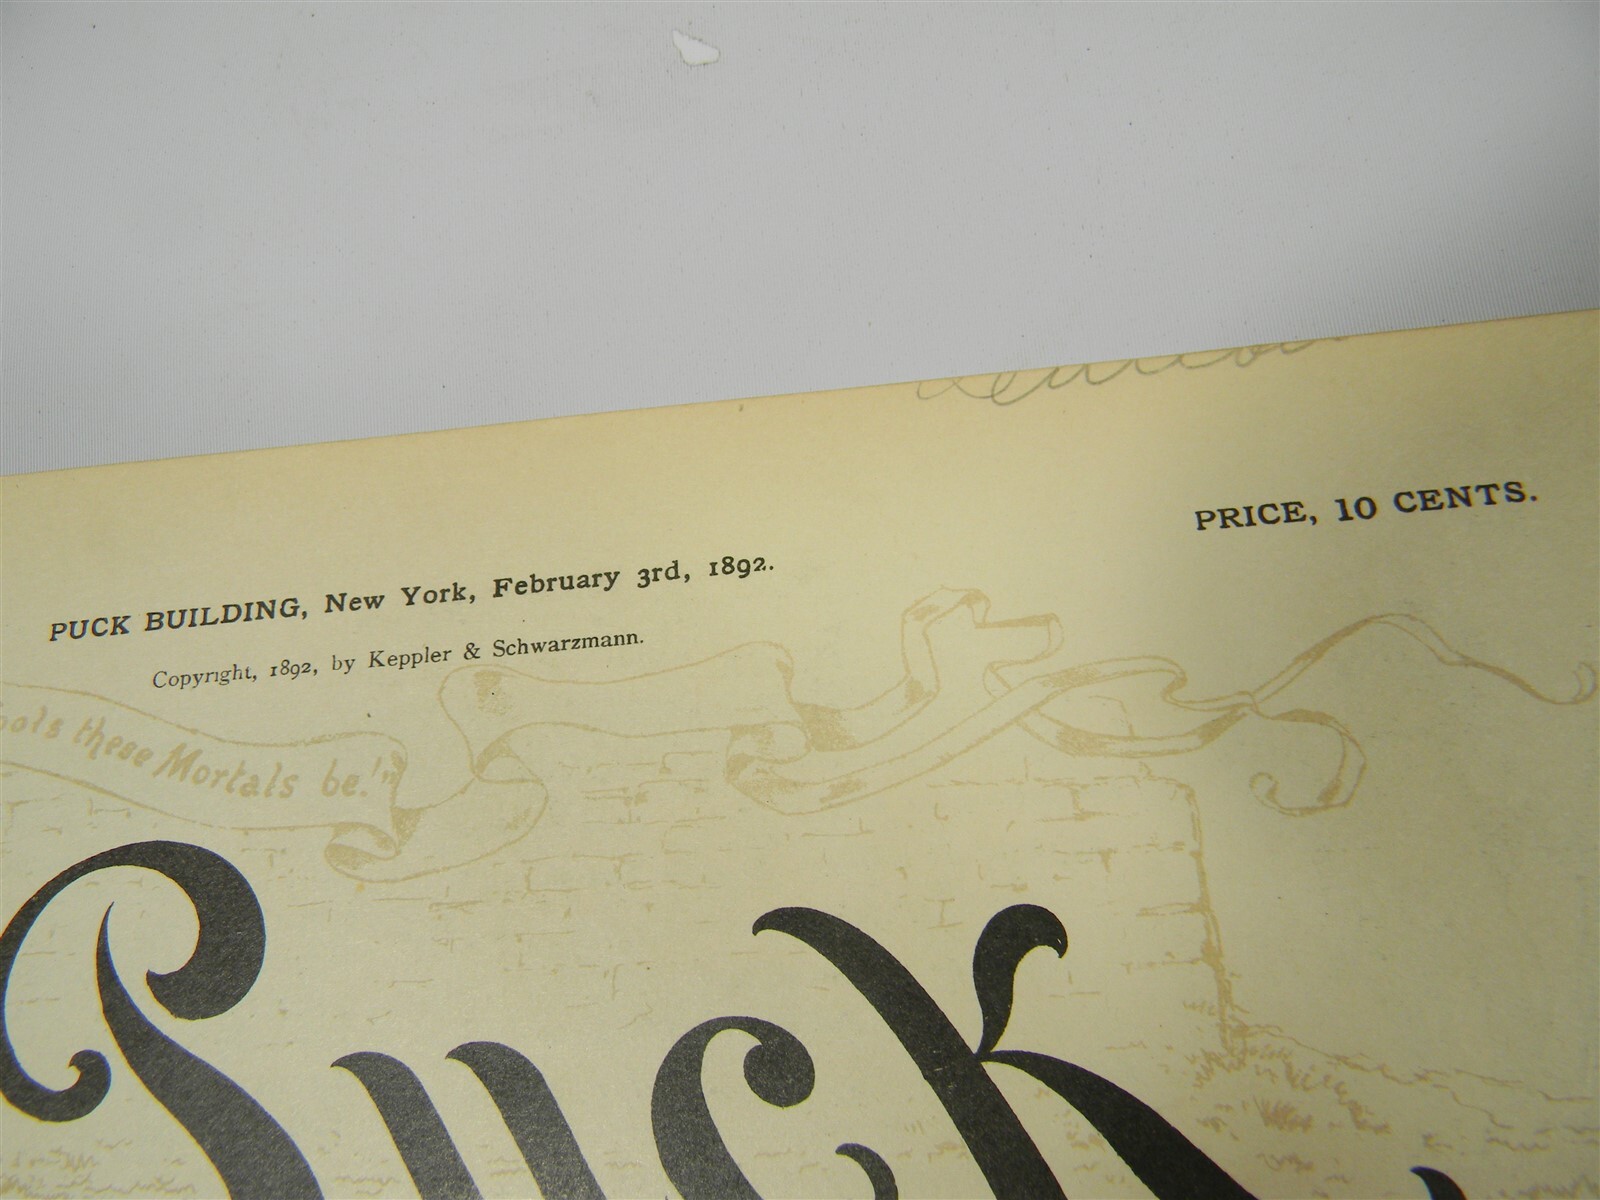 PRICE, 10 CENTS.
PUCK BUILDING, New York, February 3rd, 1892.
Copyright, 1892, by Keppler & Schwarzmann.
these Mortals be!"
Puck